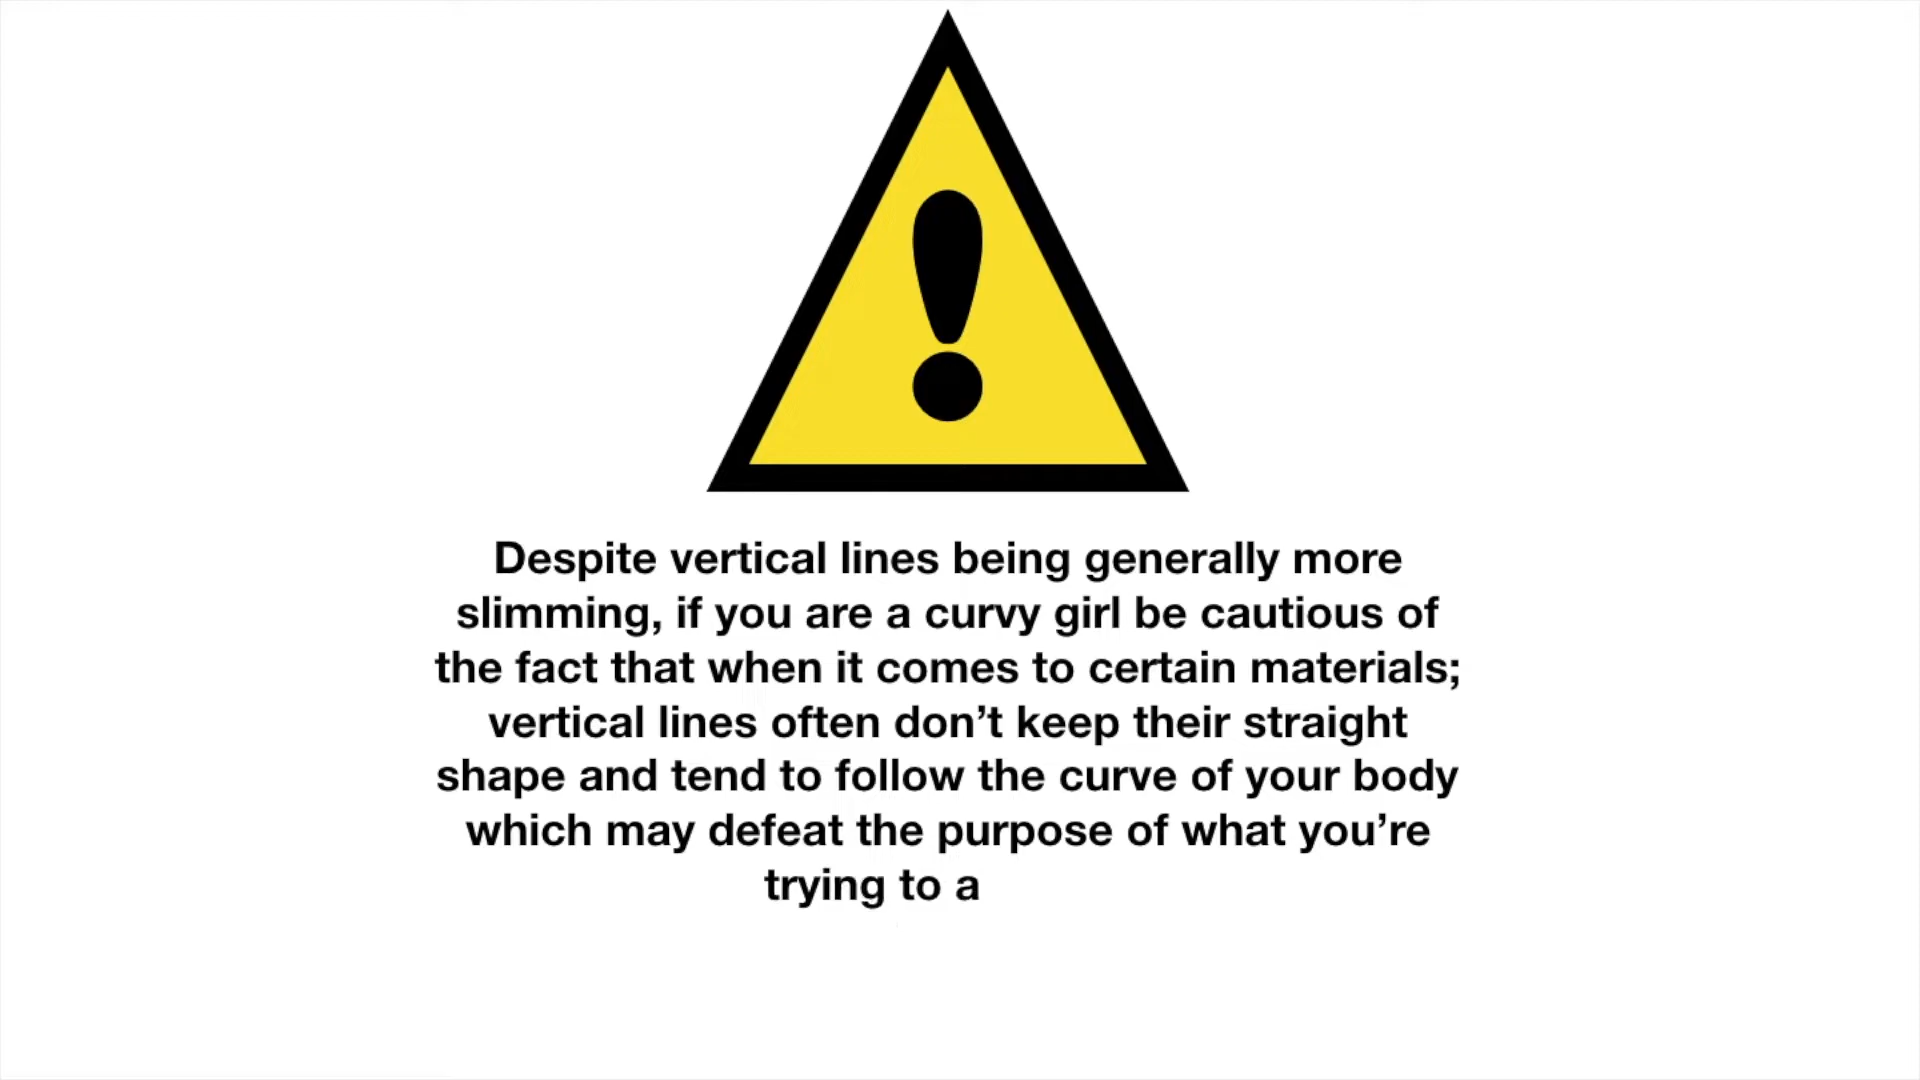 Despite vertical lines being generally more
slimming, if you are a curvy girl be cautious of
the fact that when it comes to certain materials;
vertical lines often don’t keep their straight
shape and tend to follow the curve of your body
which may defeat the purpose of what you’re
trying to a